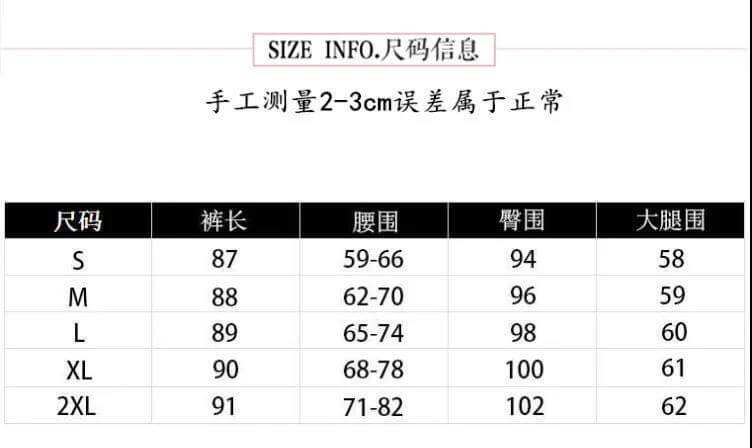 SIZE INFO.尺码信息
手工测量2-3cm误差属于正常
尺码 裤长 腰围 臀围 大腿围
S 87 59-66 94 58
M 88 62-70 96 59
L 89 65-74 98 60
XL 90 68-78 100 61
2XL 91 71-82 102 62